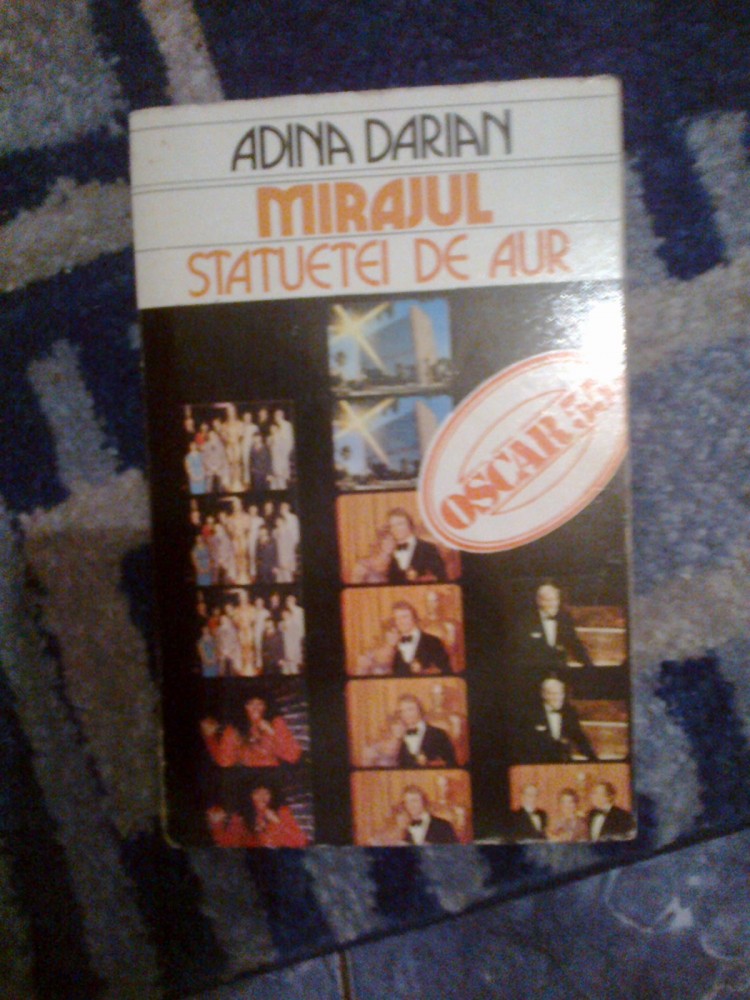 ADINA DARIAN
MIRAJUL
STATUETEI DE AUR
OSCAR